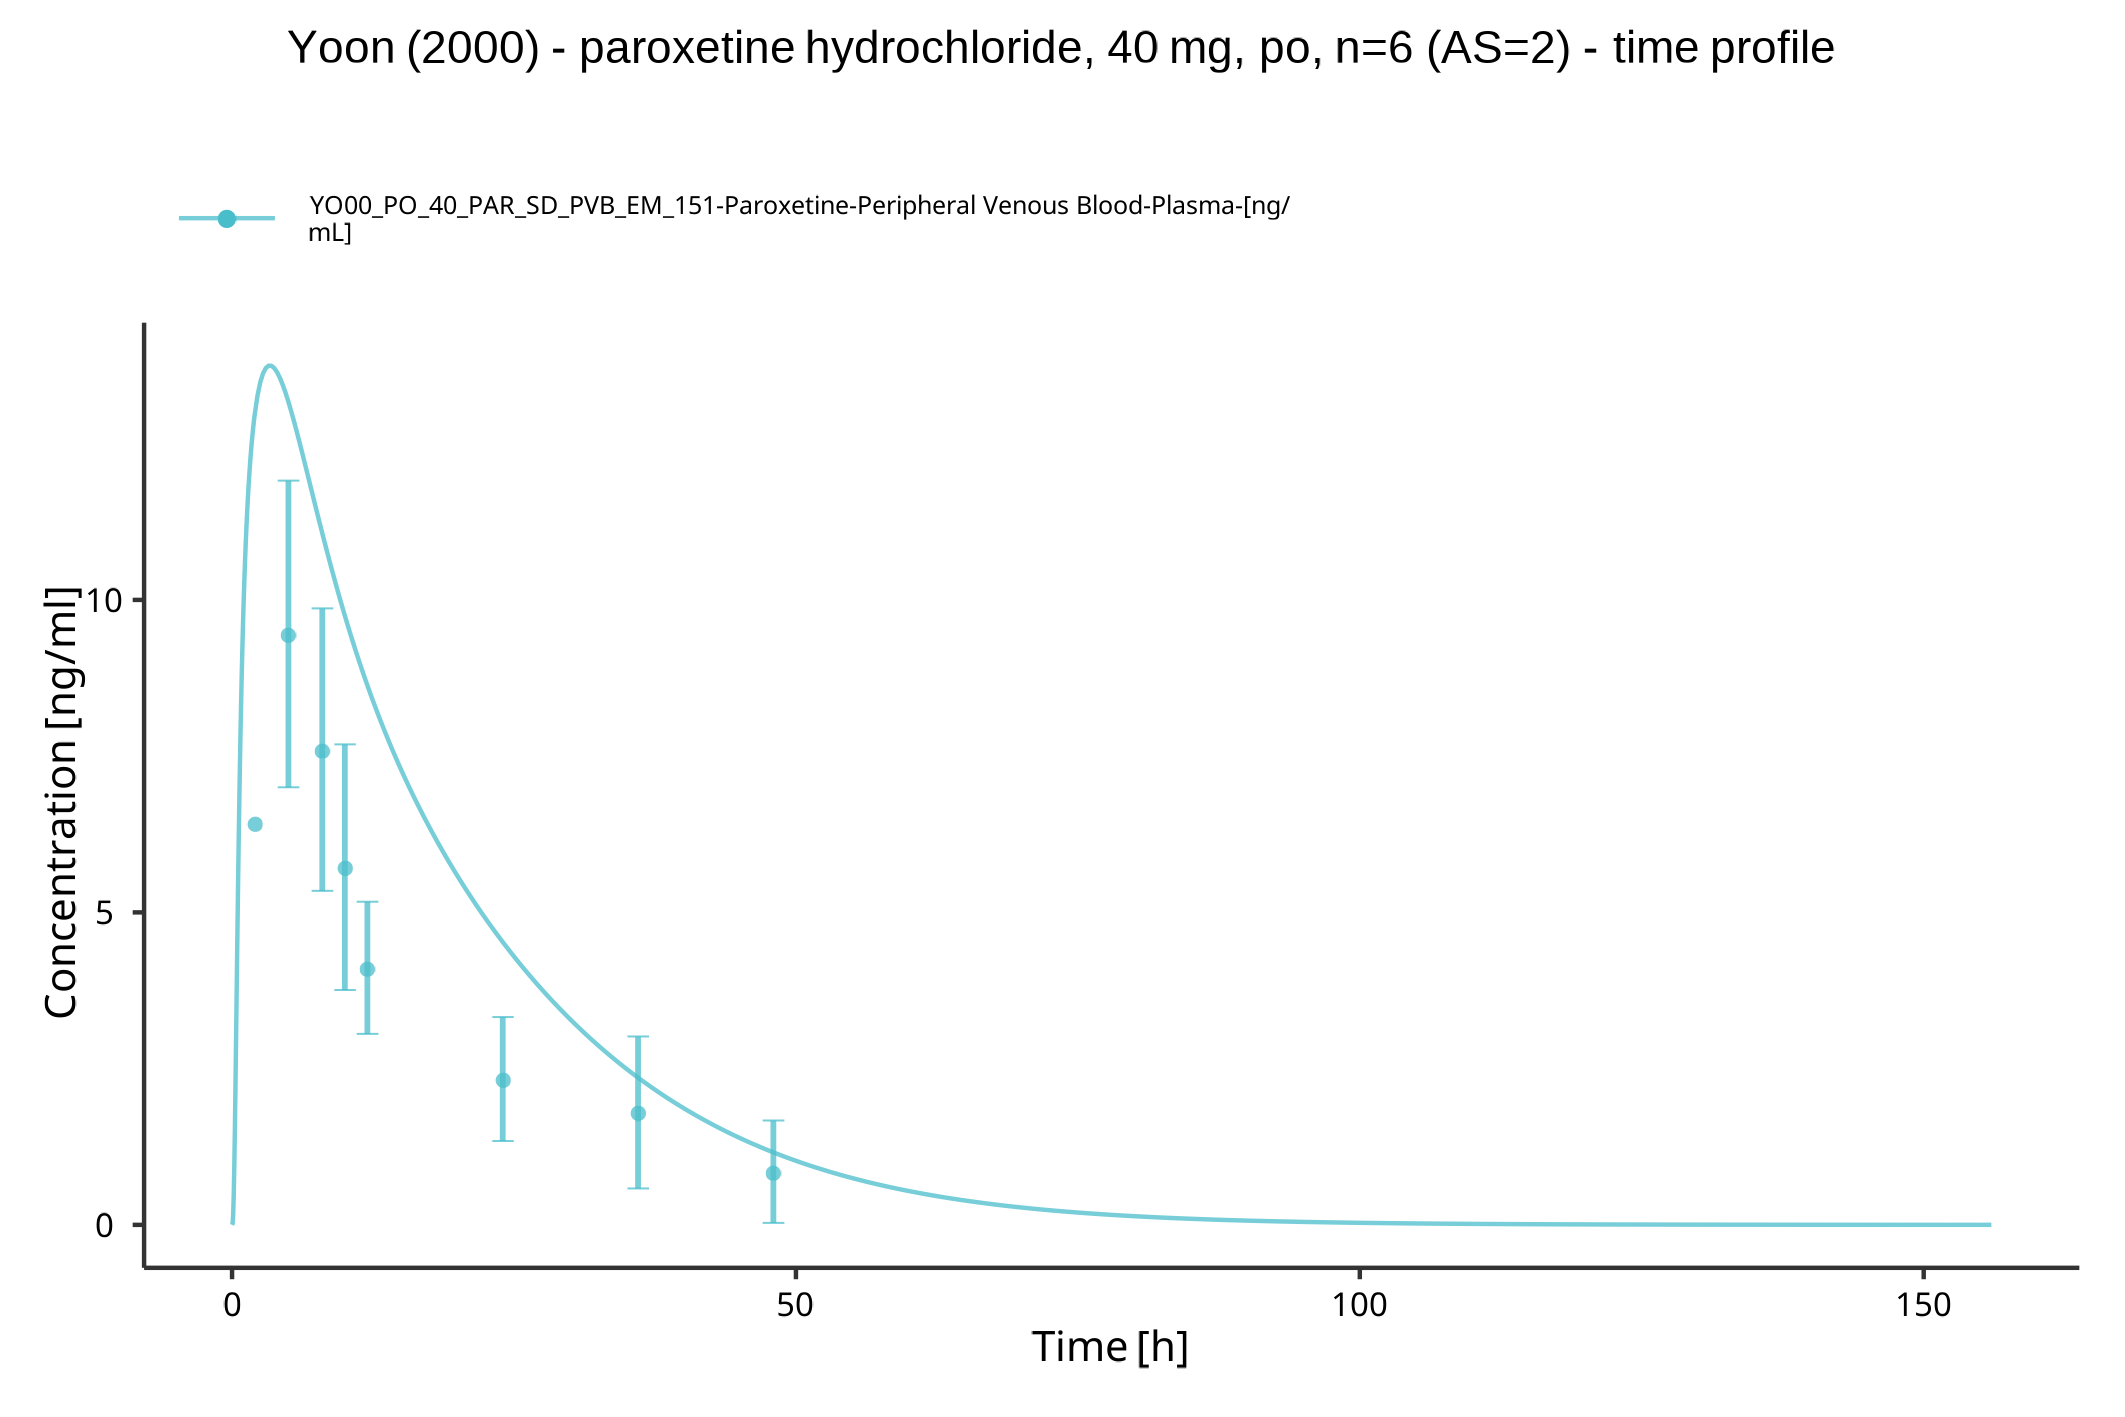 Yoon (2000) - paroxetine hydrochloride, 40 mg, po, n=6 (AS=2) - time profile
YO00_PO_40_PAR_SD_PVB_EM_151-Paroxetine-Peripheral Venous Blood-Plasma-[ng/
mL]
Concentration [ng/ml]
10
5
0
0 50 100 150
Time [h]